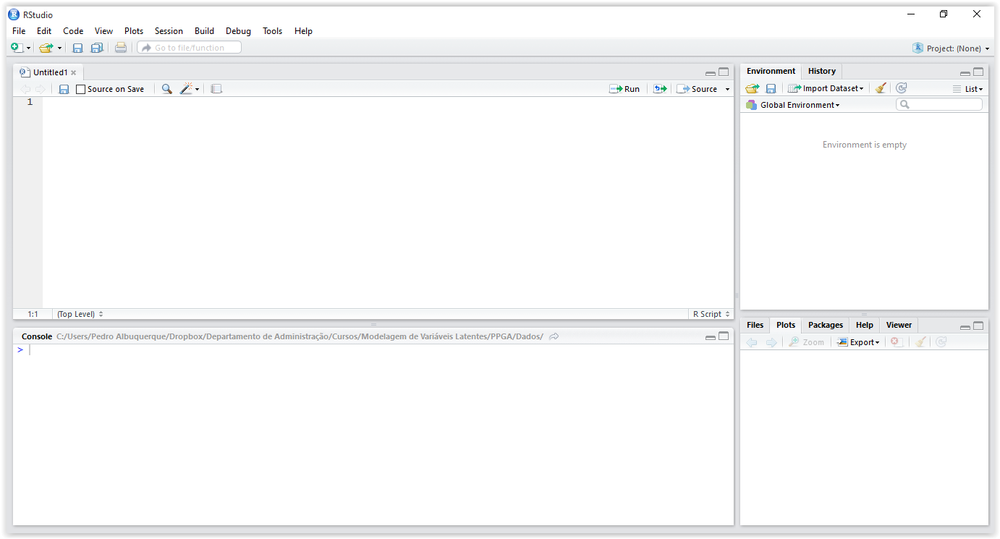 RStudio
File Edit Code View Plots Session Build Debug Tools Help
Go to file/function
Project: (None)
Untitled1
Source on Save
Run
Source
1
1:1 (Top Level)
R Script
Console C:/Users/Pedro Albuquerque/Dropbox/Departamento de Administração/Cursos/Modelagem de Variáveis Latentes/PPGA/Dados/
>
Environment History
Import Dataset
List
Global Environment
Environment is empty
Files Plots Packages Help Viewer
Zoom Export